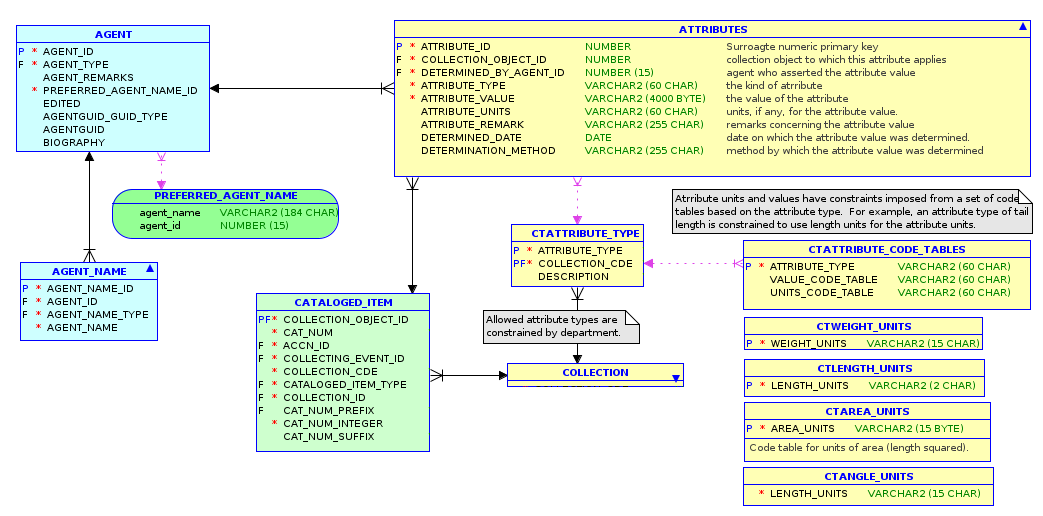 AGENT
P * AGENT_ID
F * AGENT_TYPE
AGENT_REMARKS
* PREFERRED_AGENT_NAME_ID
EDITED
AGENTGUID_GUID_TYPE
AGENTGUID
BIOGRAPHY
ATTRIBUTES
P * ATTRIBUTE_ID NUMBER Surroagte numeric primary key
F * COLLECTION_OBJECT_ID NUMBER collection object to which this attribute applies
F * DETERMINED_BY_AGENT_ID NUMBER (15) agent who asserted the attribute value
* ATTRIBUTE_TYPE VARCHAR2 (60 CHAR) the kind of atrribute
* ATTRIBUTE_VALUE VARCHAR2 (4000 BYTE) the value of the attribute
ATTRIBUTE_UNITS VARCHAR2 (60 CHAR) units, if any, for the attribute value.
ATTRIBUTE_REMARK VARCHAR2 (255 CHAR) remarks concerning the attribute value
DETERMINED_DATE DATE date on which the attribute value was determined.
DETERMINATION_METHOD VARCHAR2 (255 CHAR) method by which the attribute value was determined
PREFERRED_AGENT_NAME
agent_name VARCHAR2 (184 CHAR)
agent_id NUMBER (15)
Atrribute units and values have constraints imposed from a set of code
tables based on the attribute type. For example, an attribute type of tail
length is constrained to use length units for the attribute units.
CTATTRIBUTE_TYPE
P * ATTRIBUTE_TYPE
PF* COLLECTION_CDE
DESCRIPTION
CTATTRIBUTE_CODE_TABLES
P * ATTRIBUTE_TYPE VARCHAR2 (60 CHAR)
VALUE_CODE_TABLE VARCHAR2 (60 CHAR)
UNITS_CODE_TABLE VARCHAR2 (60 CHAR)
AGENT_NAME
P * AGENT_NAME_ID
F * AGENT_ID
F * AGENT_NAME_TYPE
* AGENT_NAME
CATALOGED_ITEM
PF* COLLECTION_OBJECT_ID
* CAT_NUM
F * ACCN_ID
F * COLLECTING_EVENT_ID
* COLLECTION_CDE
F * CATALOGED_ITEM_TYPE
F * COLLECTION_ID
F CAT_NUM_PREFIX
* CAT_NUM_INTEGER
CAT_NUM_SUFFIX
Allowed attribute types are
constrained by department.
COLLECTION
CTWEIGHT_UNITS
P * WEIGHT_UNITS VARCHAR2 (15 CHAR)
CTLENGTH_UNITS
P * LENGTH_UNITS VARCHAR2 (2 CHAR)
CTAREA_UNITS
P * AREA_UNITS VARCHAR2 (15 BYTE)
Code table for units of area (length squared).
CTANGLE_UNITS
* LENGTH_UNITS VARCHAR2 (15 CHAR)